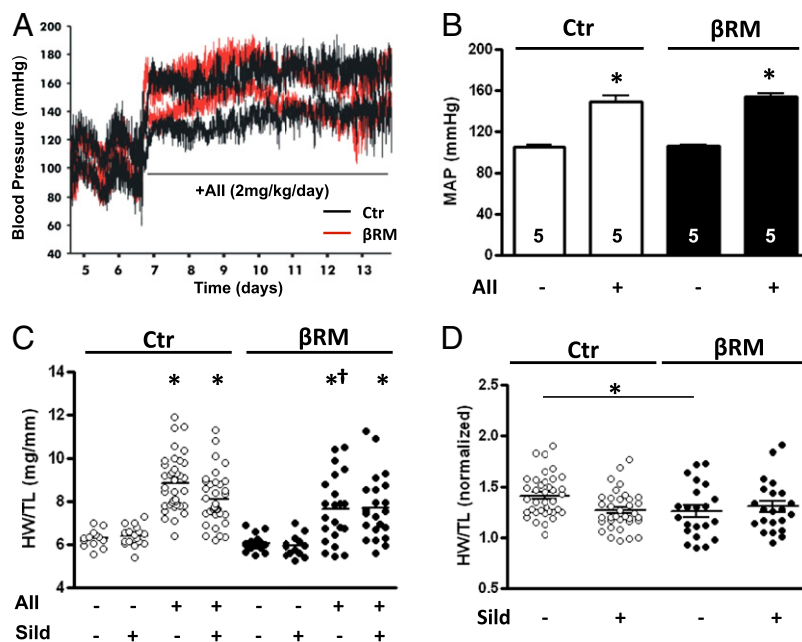 A
Blood Pressure (mmHg)
200
180
160
140
120
100
80
60
40
+AII (2mg/kg/day)
Ctr
βRM
5 6 7 8 9 10 11 12 13
Time (days)
B
Ctr βRM
MAP (mmHg)
200
160
120
80
40
0
* *
5 5 5 5
AII - + - +
C
Ctr βRM
HW/TL (mg/mm)
14
12
10
8
6
4
* * *† *
AII - - + + - - + +
Sild - + - + - + - +
D
Ctr βRM
HW/TL (normalized)
2.5
2.0
1.5
1.0
0.5
*
Sild - + - +